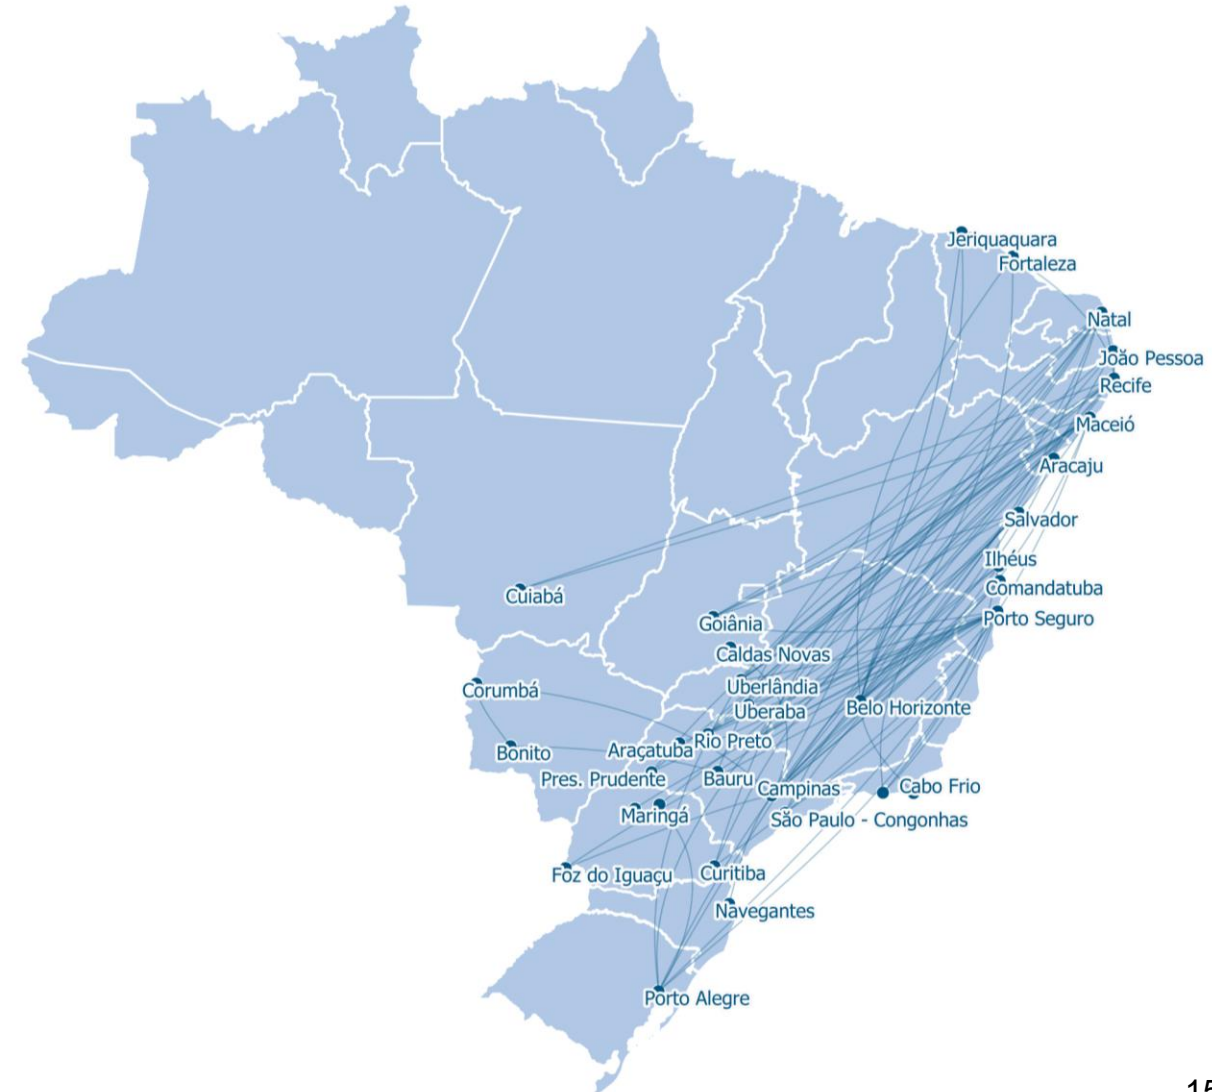 Jeriquaquara
Fortaleza
Natal
João Pessoa
Recife
Maceió
Aracaju
Salvador
Ilhéus
Comandatuba
Cuiabá
Porto Seguro
Goiânia
Caldas Novas
Corumbá
Uberlândia
Belo Horizonte
Uberaba
Rio Preto
Araçatuba
Bonito
Pres. Prudente
Bauru
Campinas
Cabo Frio
Maringá
São Paulo - Congonhas
Foz do Iguaçu
Curitiba
Navegantes
Porto Alegre
15